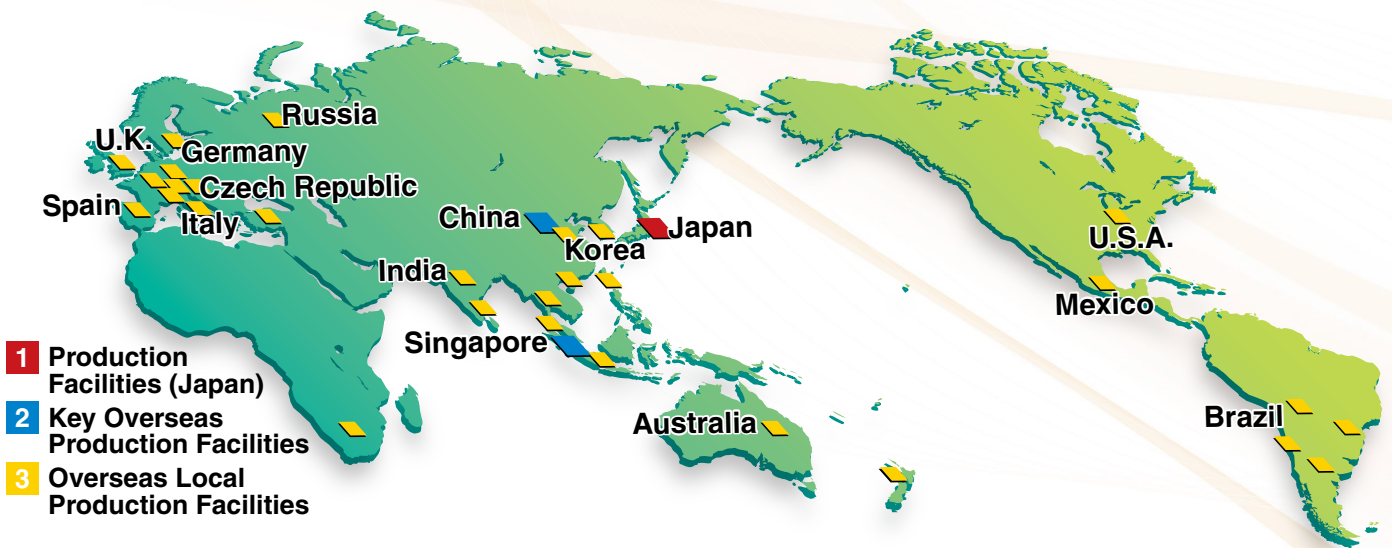 Russia
U.K.
Germany
Czech Republic
Spain
Italy
China
Japan
Korea
U.S.A.
India
Mexico
Singapore
1 Production
Facilities (Japan)
2 Key Overseas
Production Facilities
Brazil
Australia
3 Overseas Local
Production Facilities